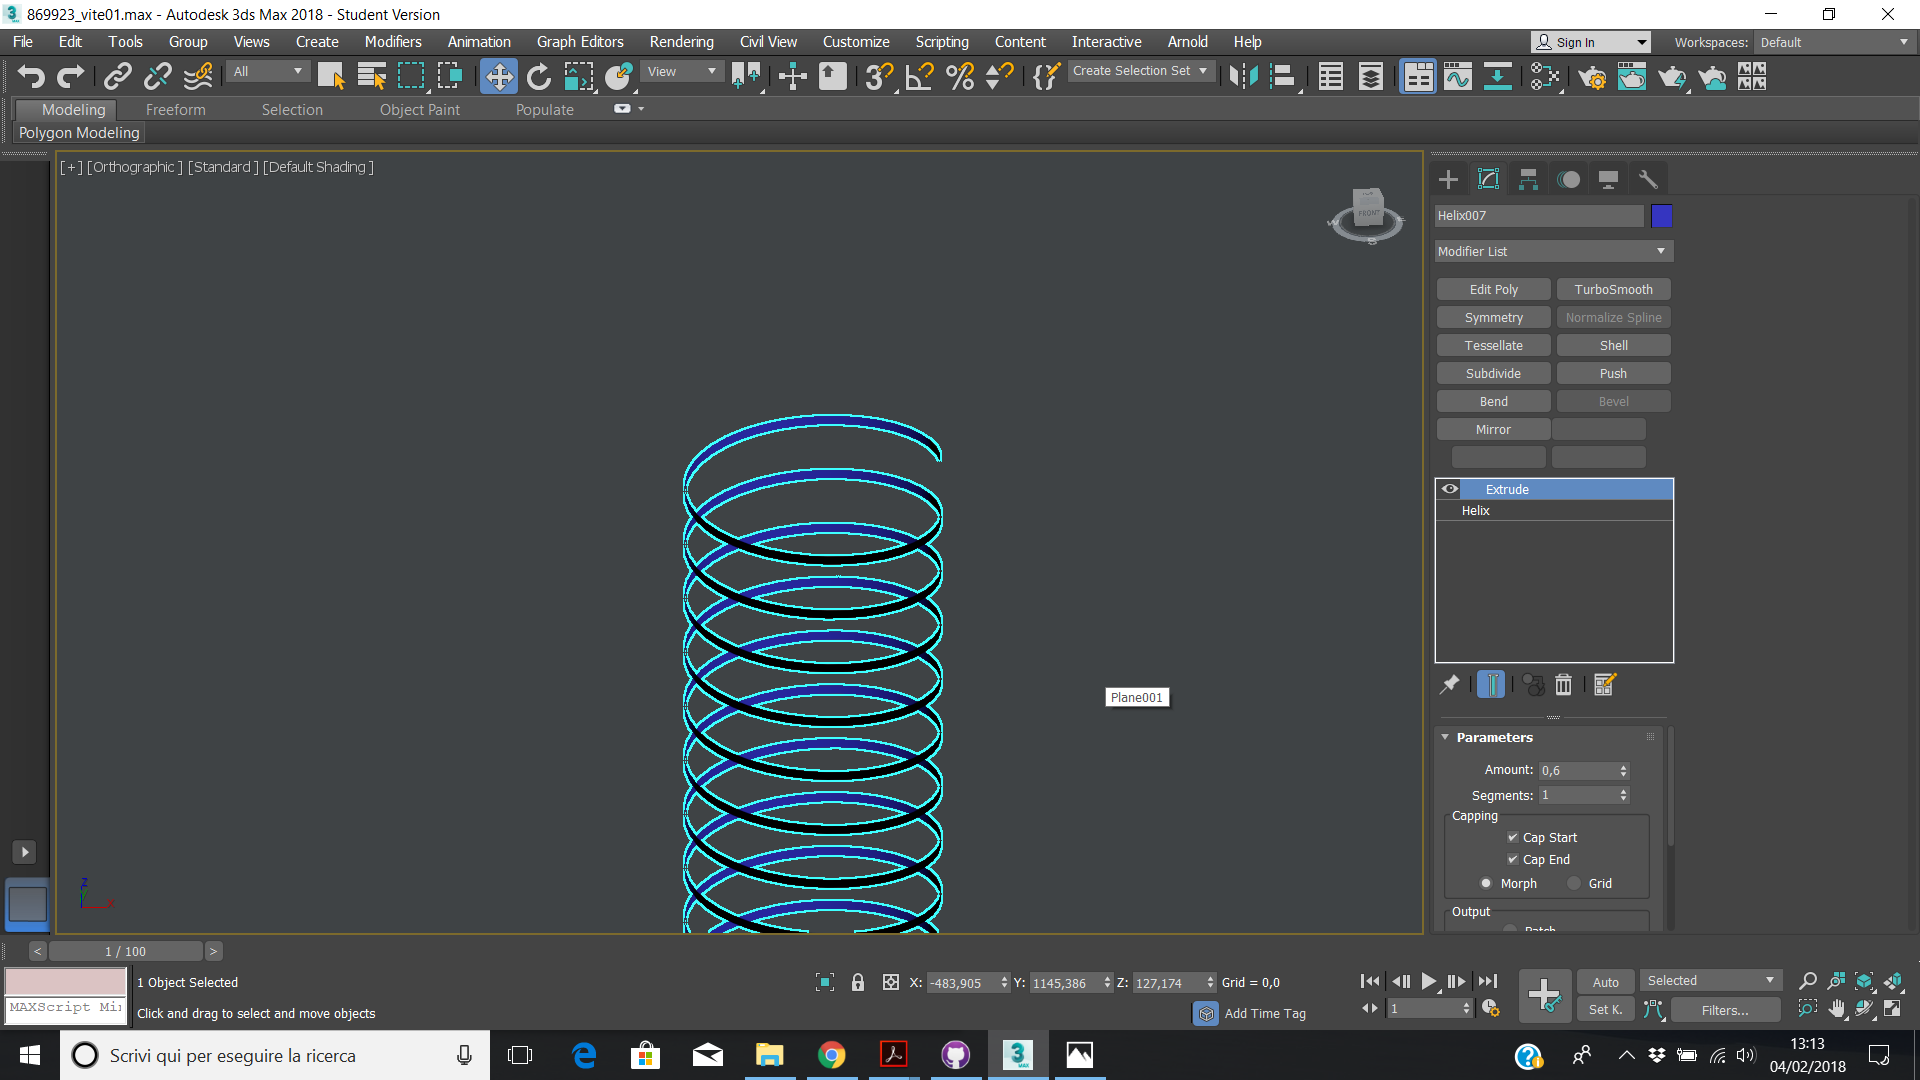 869923_vite01.max - Autodesk 3ds Max 2018 - Student Version
File Edit Tools Group Views Create Modifiers Animation Graph Editors Rendering Civil View Customize Scripting Content Interactive Arnold Help
Sign In
Workspaces: Default
All
View
Create Selection Set
Modeling Freeform Selection Object Paint Populate
Polygon Modeling
[+] [Orthographic ] [Standard ] [Default Shading ]
FRONT
Helix007
Modifier List
Edit Poly TurboSmooth
Symmetry Normalize Spline
Tessellate Shell
Subdivide Push
Bend Bevel
Mirror
Extrude
Helix
Plane001
Parameters
Amount: 0,6
Segments: 1
Capping
Cap Start
Cap End
Morph Grid
Output
Patch
z
x
< 1 / 100 >
1 Object Selected
X: -483,905 Y: 1145,386 Z: 127,174 Grid = 0,0
Auto Selected
MAXScript Mi
Click and drag to select and move objects
Add Time Tag
1
Set K. Filters...
Scrivi qui per eseguire la ricerca
3
MAX
13:13
04/02/2018